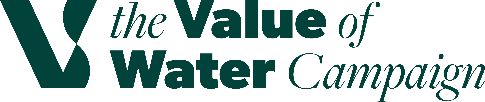 the Value of
Water Campaign